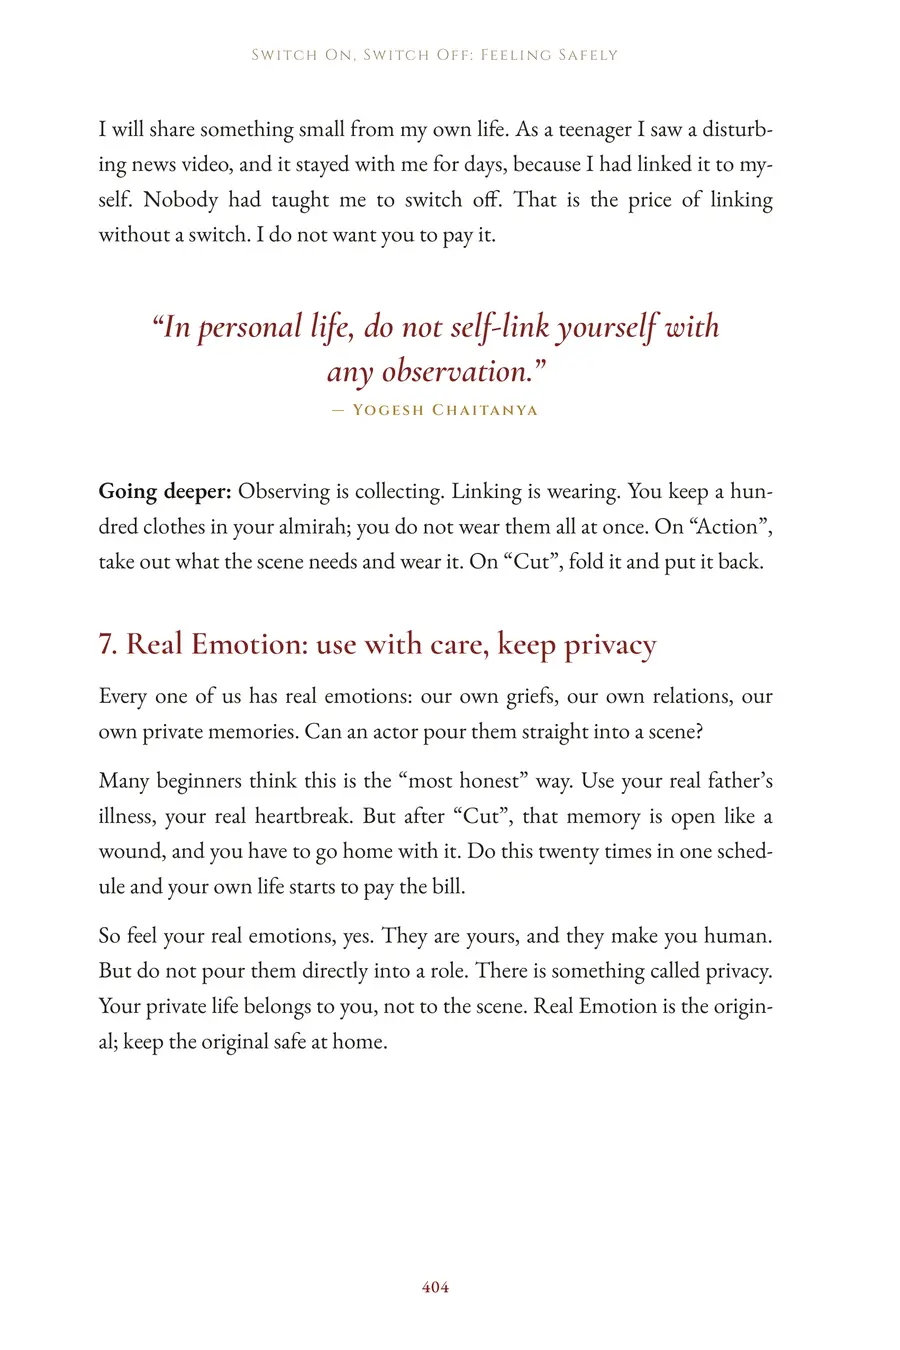 Switch On, Switch Off: Feeling Safely
I will share something small from my own life. As a teenager I saw a disturb-
ing news video, and it stayed with me for days, because I had linked it to my-
self. Nobody had taught me to switch off. That is the price of linking
without a switch. I do not want you to pay it.
“In personal life, do not self-link yourself with
any observation.”
— Yogesh Chaitanya
Going deeper: Observing is collecting. Linking is wearing. You keep a hun-
dred clothes in your almirah; you do not wear them all at once. On “Action”,
take out what the scene needs and wear it. On “Cut”, fold it and put it back.
7. Real Emotion: use with care, keep privacy
Every one of us has real emotions: our own griefs, our own relations, our
own private memories. Can an actor pour them straight into a scene?
Many beginners think this is the “most honest” way. Use your real father’s
illness, your real heartbreak. But after “Cut”, that memory is open like a
wound, and you have to go home with it. Do this twenty times in one sched-
ule and your own life starts to pay the bill.
So feel your real emotions, yes. They are yours, and they make you human.
But do not pour them directly into a role. There is something called privacy.
Your private life belongs to you, not to the scene. Real Emotion is the origin-
al; keep the original safe at home.
404